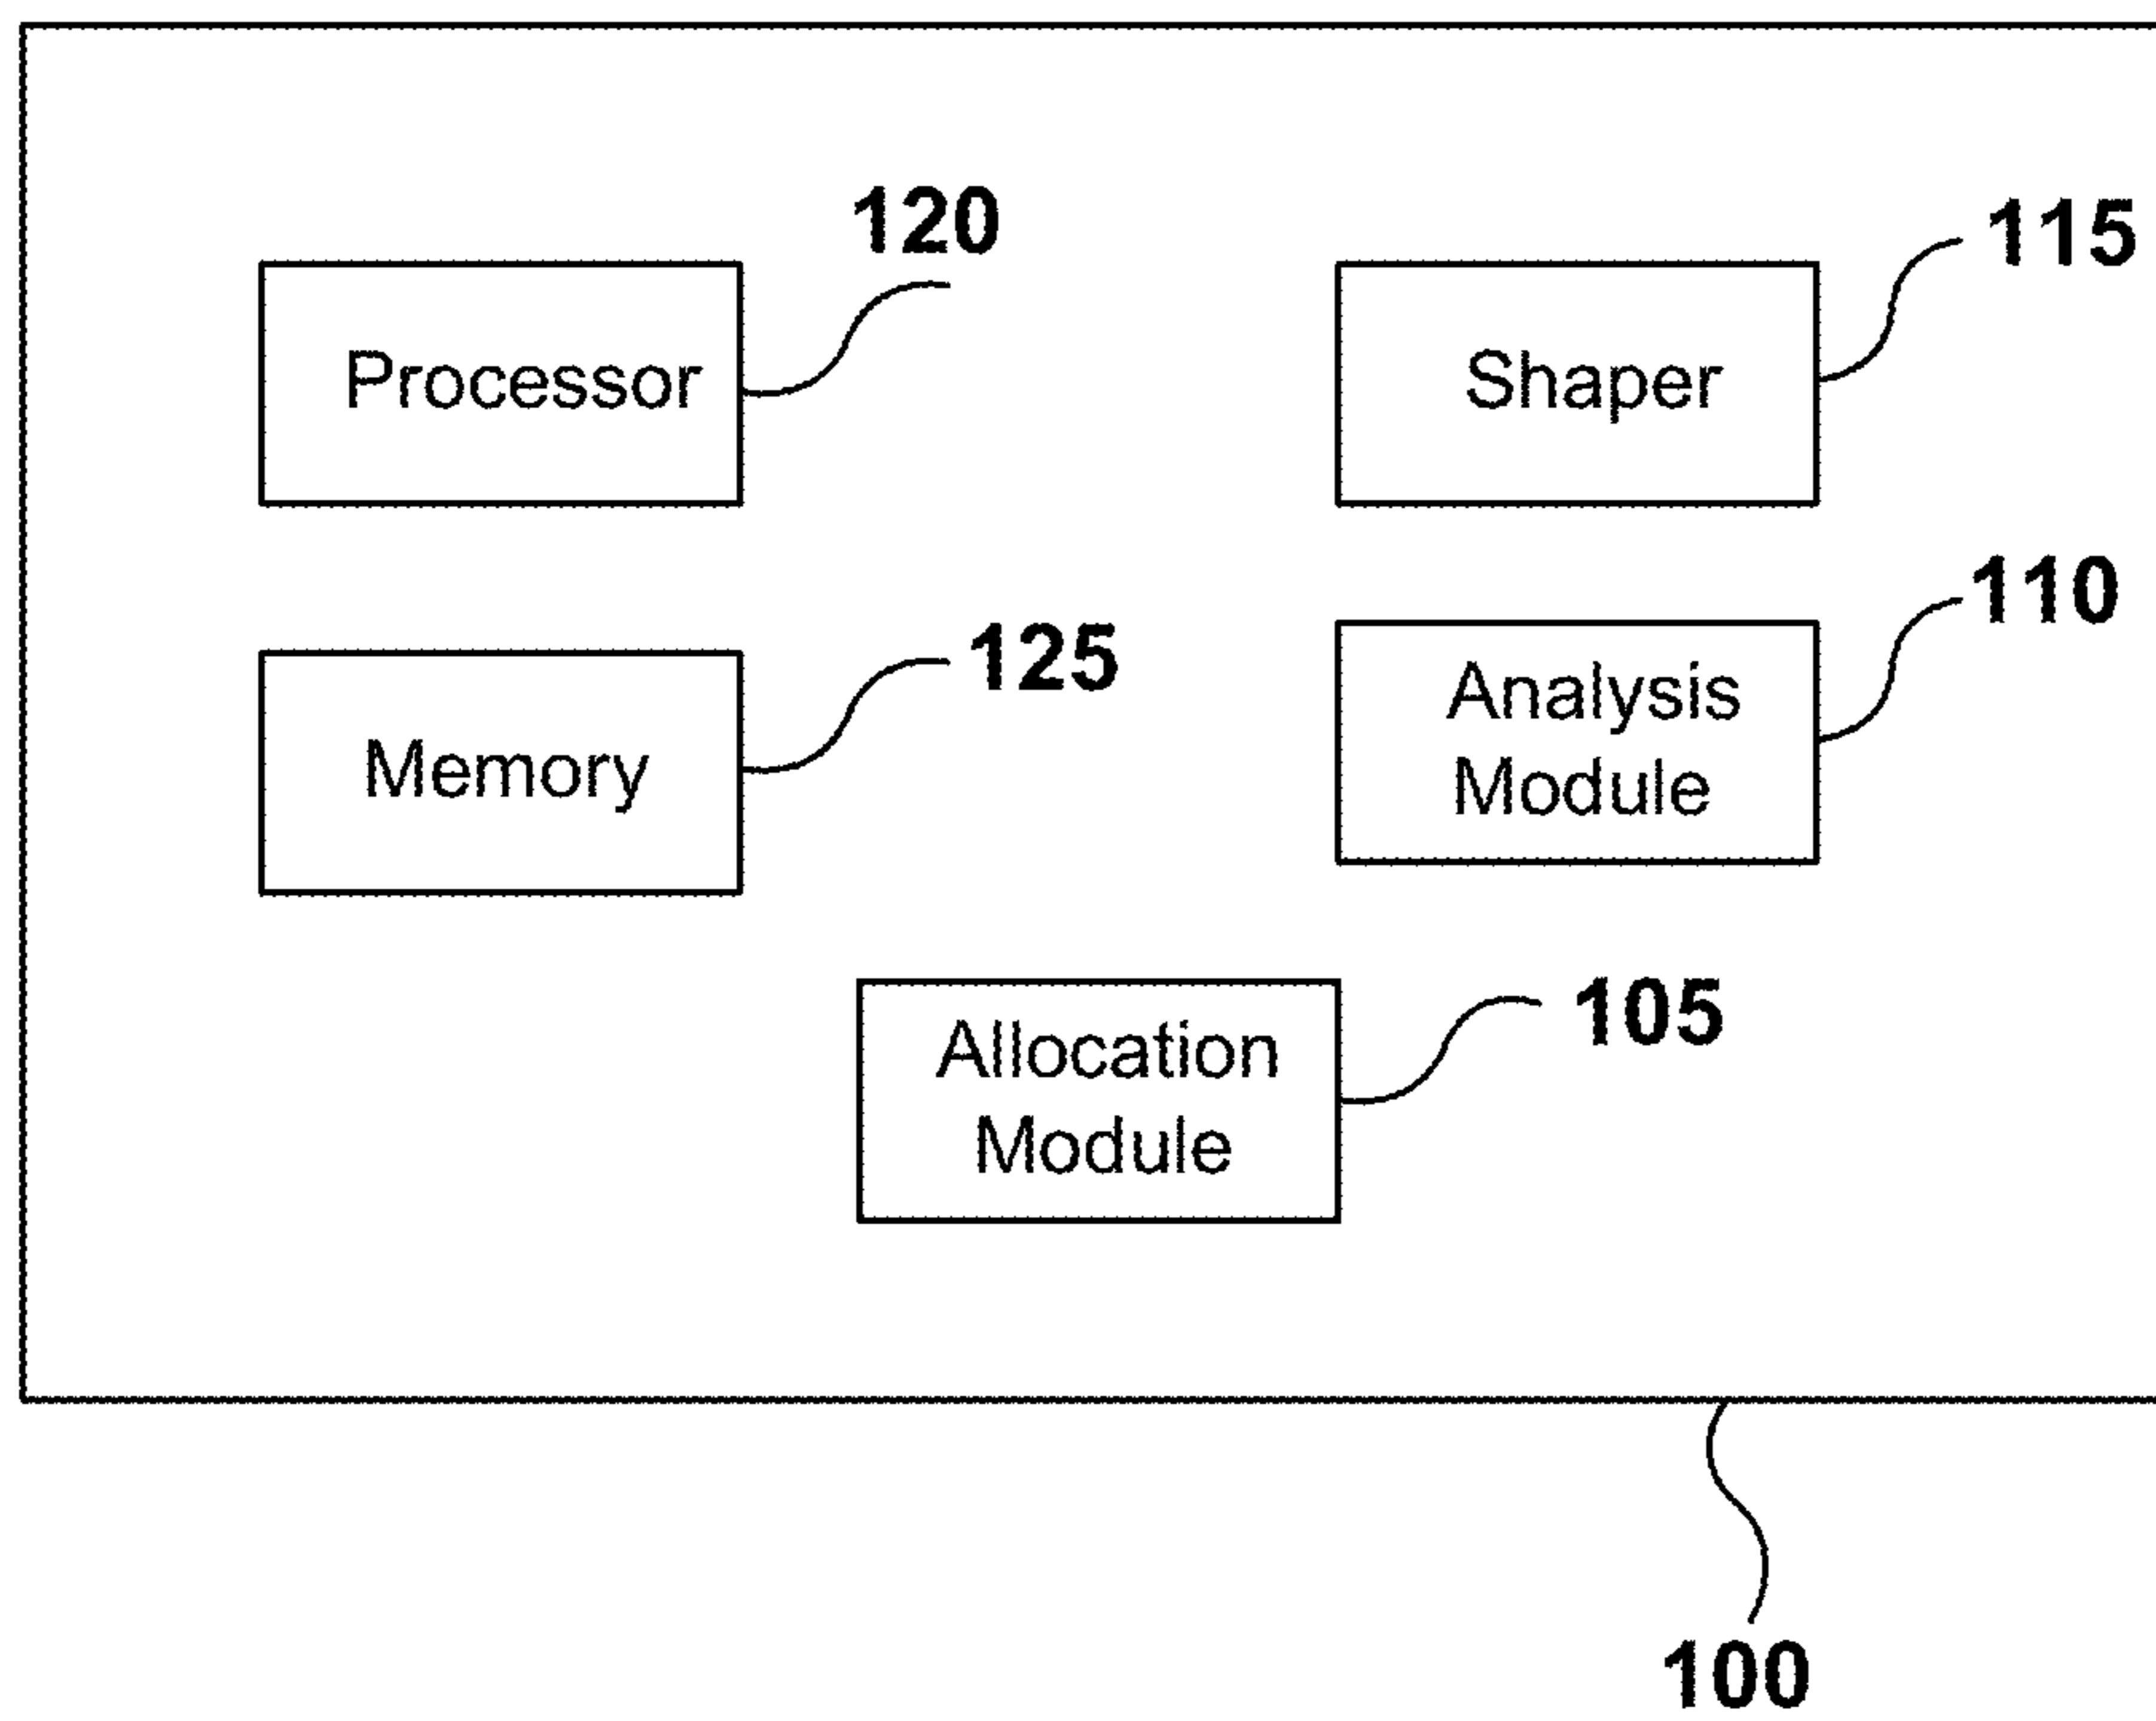 120
115
Processor
Shaper
110
125
Analysis
Module
Memory
105
Allocation
Module
100